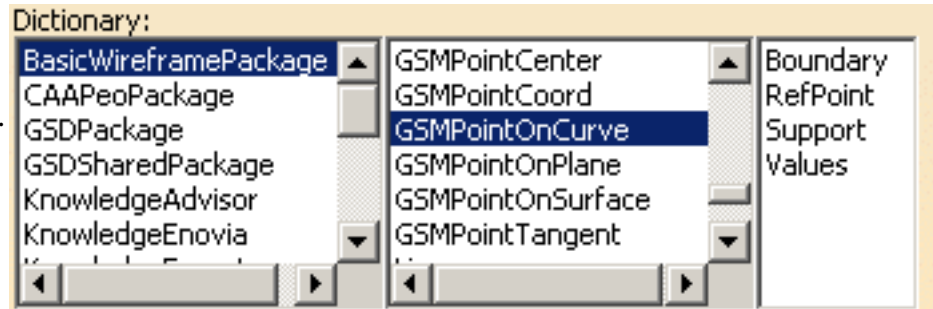 Dictionary:
BasicWireframePackage
CAAPeoPackage
GSDPackage
GSDSharedPackage
KnowledgeAdvisor
KnowledgeEnovia
GSMPointCenter
GSMPointCoord
GSMPointOnCurve
GSMPointOnPlane
GSMPointOnSurface
GSMPointTangent
Boundary
RefPoint
Support
Values